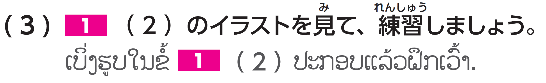 (3) 1 (2) のイラストを見て、練習しましょう。
ເບິ່ງຮູບໃນຂໍ້ 1 (2) ປະກອບແລ້ວຝຶກເວົ້າ.